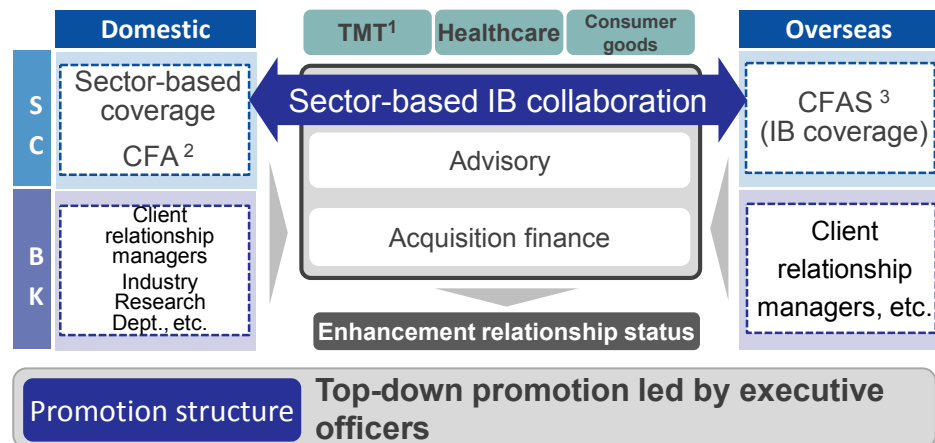 Domestic
TMT1
Healthcare
Consumer
goods
Overseas
S
C
Sector-based
coverage
CFA 2
Sector-based IB collaboration
CFAS 3
(IB coverage)
Advisory
B
K
Client
relationship
managers
Industry
Research
Dept., etc.
Acquisition finance
Client
relationship
managers, etc.
Enhancement relationship status
Promotion structure
Top-down promotion led by executive
officers